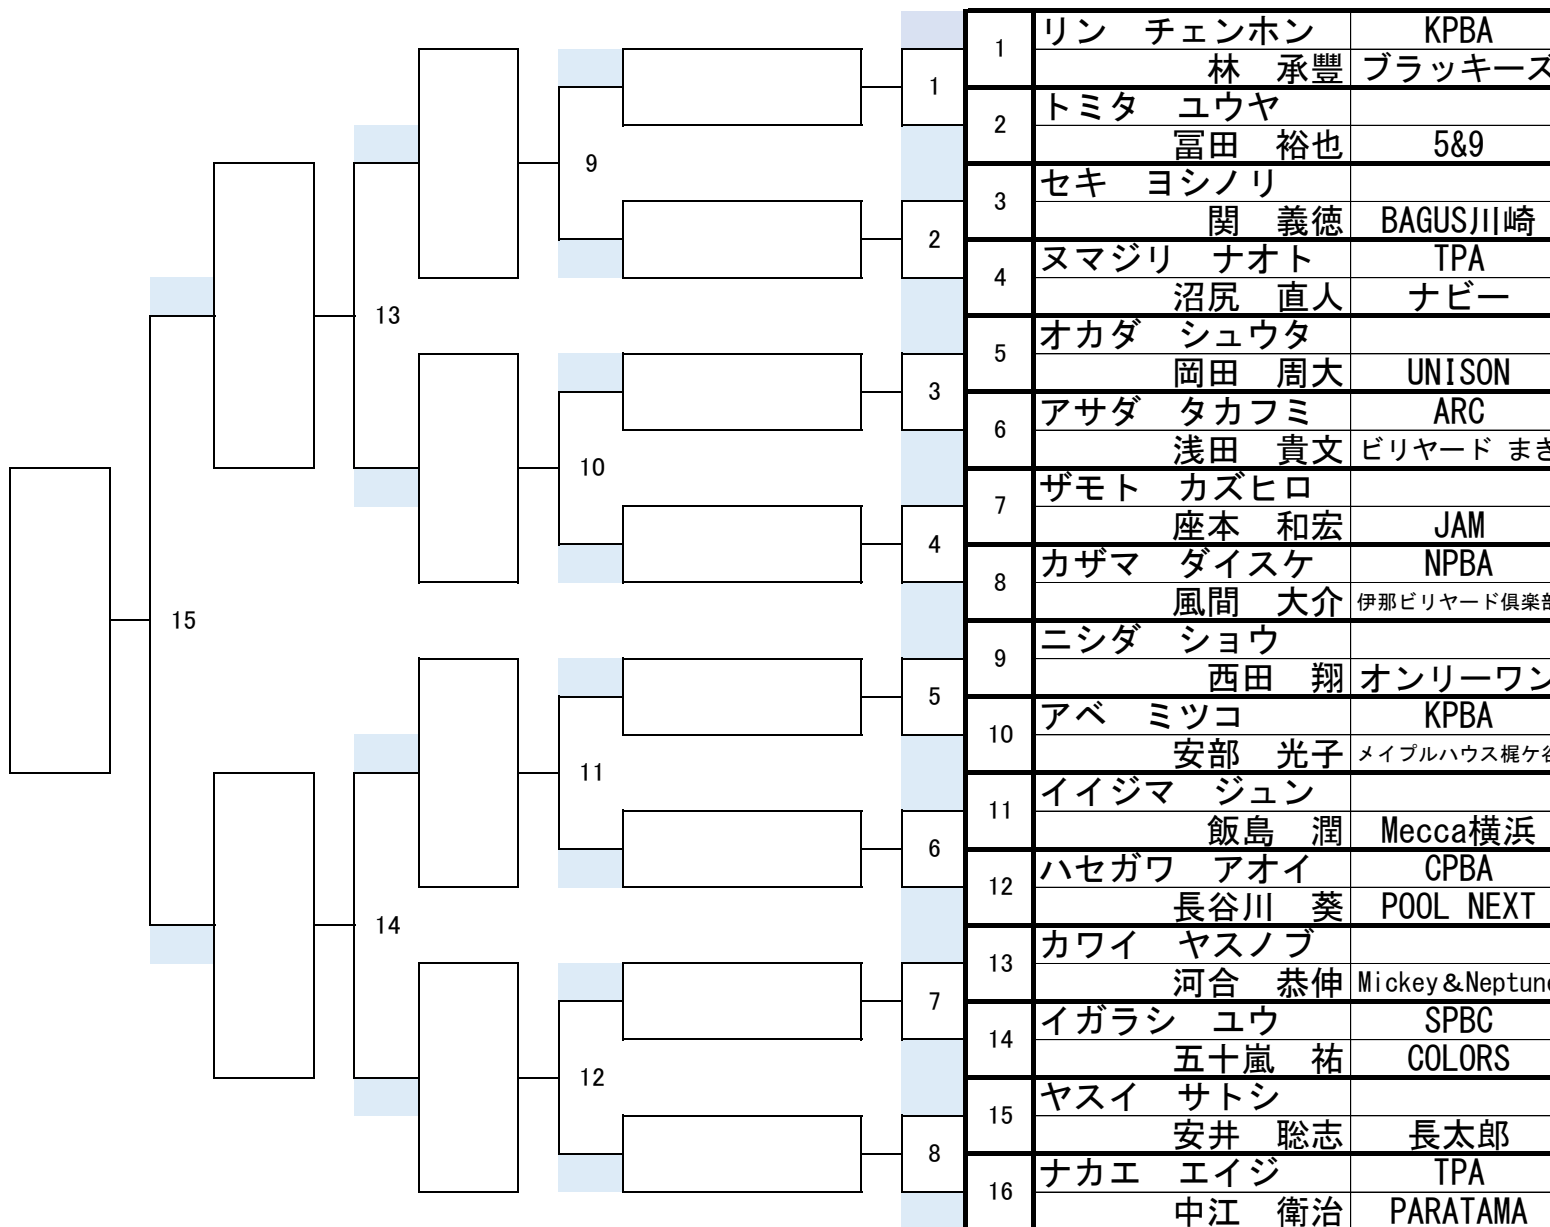 1 リン チェンホン KPBA
林 承豐 ブラッキーズ
2 トミタ ユウヤ
冨田 裕也 5&9
3 セキ ヨシノリ
関 義徳 BAGUS川崎
4 ヌマジリ ナオト TPA
沼尻 直人 ナビー
5 オカダ シュウタ
岡田 周大 UNISON
6 アサダ タカフミ ARC
浅田 貴文 ビリヤード まき
7 ザモト カズヒロ
座本 和宏 JAM
8 カザマ ダイスケ NPBA
風間 大介 伊那ビリヤード倶楽部
9 ニシダ ショウ
西田 翔 オンリーワン
10 アベ ミツコ KPBA
安部 光子 メイプルハウス梶ケ谷
11 イイジマ ジュン
飯島 潤 Mecca横浜
12 ハセガワ アオイ CPBA
長谷川 葵 POOL NEXT
13 カワイ ヤスノブ
河合 恭伸 Mickey&Neptune
14 イガラシ ユウ SPBC
五十嵐 祐 COLORS
15 ヤスイ サトシ
安井 聡志 長太郎
16 ナカエ エイジ TPA
中江 衛治 PARATAMA
1
2
3
4
5
6
7
8
9
10
11
12
13
14
15